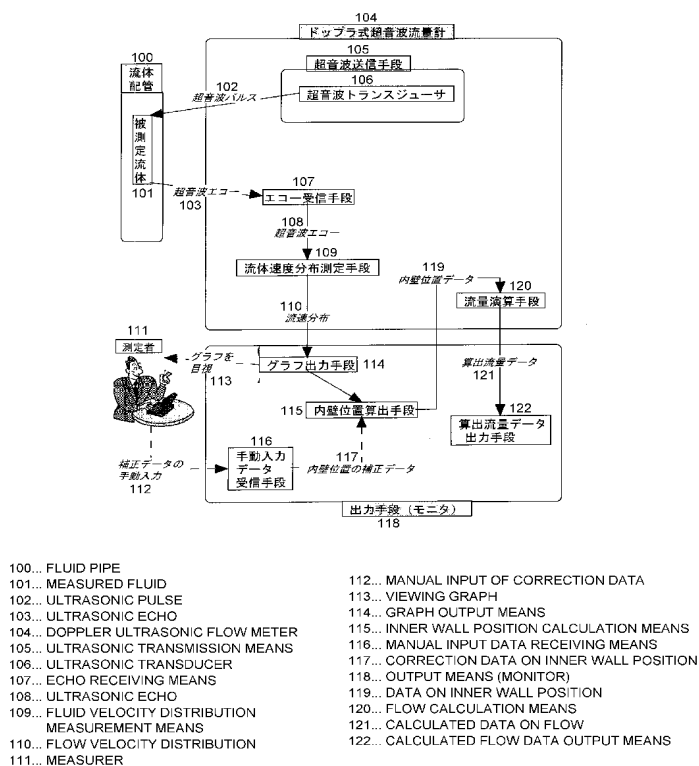 104
ドップラ式超音波流量計
105
超音波送信手段
106
超音波トランスジューサ
100
流体
配管
102
超音波パルス
被測定流体
101
超音波エコー
103
107
エコー受信手段
108
超音波エコー
109
流体速度分布測定手段
110
流速分布
119
内壁位置データ
120
流量演算手段
111
測定者
グラフを
目視
113
グラフ出力手段
114
算出流量データ
121
115
内壁位置算出手段
122
算出流量データ
出力手段
116
手動入力
データ
受信手段
117
内壁位置の補正データ
補正データの
手動入力
112
出力手段（モニタ）
118
100... FLUID PIPE
101... MEASURED FLUID
102... ULTRASONIC PULSE
103... ULTRASONIC ECHO
104... DOPPLER ULTRASONIC FLOW METER
105... ULTRASONIC TRANSMISSION MEANS
106... ULTRASONIC TRANSDUCER
107... ECHO RECEIVING MEANS
108... ULTRASONIC ECHO
109... FLUID VELOCITY DISTRIBUTION
MEASUREMENT MEANS
110... FLOW VELOCITY DISTRIBUTION
111... MEASURER
112... MANUAL INPUT OF CORRECTION DATA
113... VIEWING GRAPH
114... GRAPH OUTPUT MEANS
115... INNER WALL POSITION CALCULATION MEANS
116... MANUAL INPUT DATA RECEIVING MEANS
117... CORRECTION DATA ON INNER WALL POSITION
118... OUTPUT MEANS (MONITOR)
119... DATA ON INNER WALL POSITION
120... FLOW CALCULATION MEANS
121... CALCULATED DATA ON FLOW
122... CALCULATED FLOW DATA OUTPUT MEANS